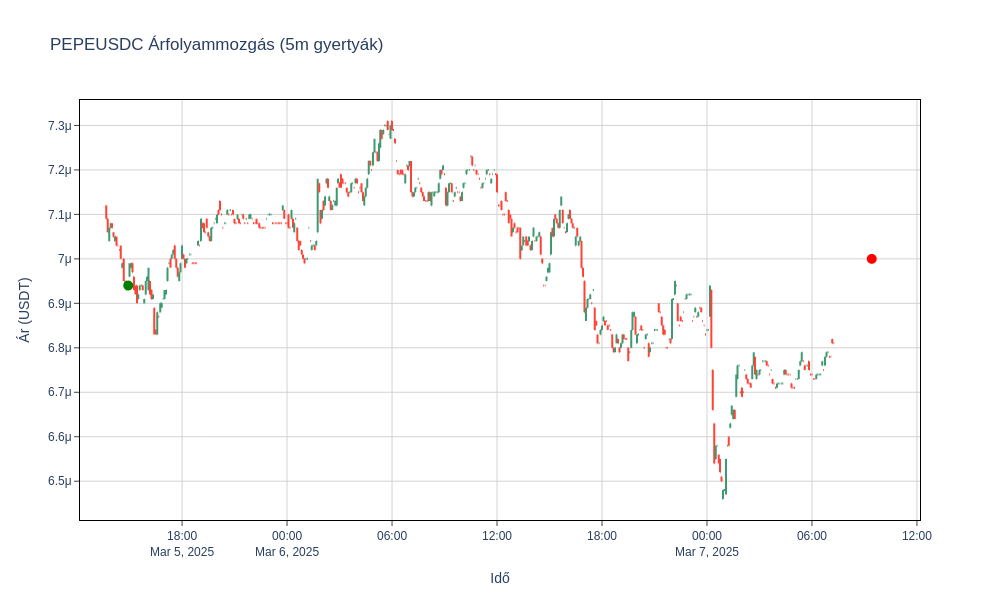 PEPEUSDC Árfolyammozgás (5m gyertyák)
7.3μ
7.2μ
7.1μ
7μ
6.9μ
6.8μ
6.7μ
6.6μ
6.5μ
Ár (USDT)
18:00 00:00 06:00 12:00 18:00 00:00 06:00 12:00
Mar 5, 2025 Mar 6, 2025 Mar 7, 2025
Idő